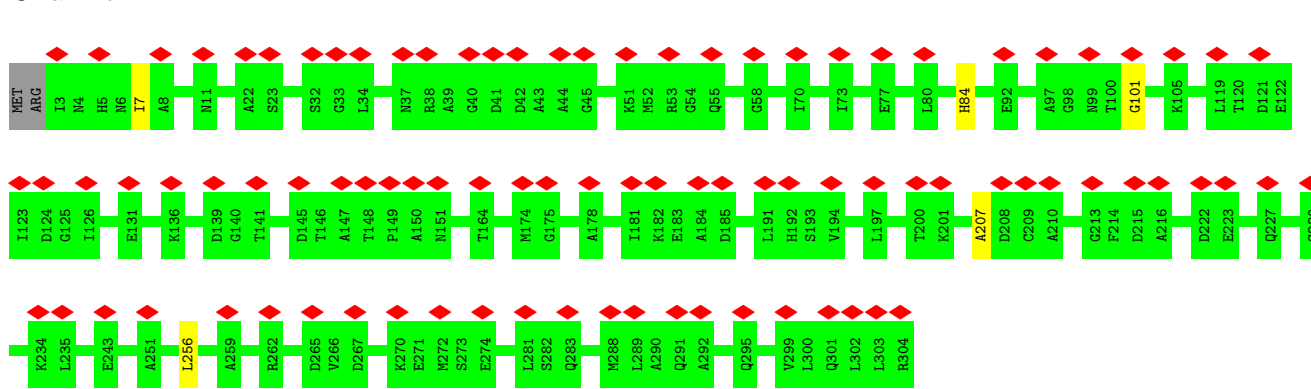 MET ARG I3 N4 H5 N6 I7 A8 N11 A22 S23 S32 G33 L34 N37 R38 A39 G40 D41 D42 A43 A44 G45 K51 M52 R53 G54 Q55 G58 I70 I73 E77 L80 H84 E92 A97 G98 N99 T100 G101 K105 L119 T120 D121 E122
I123 D124 G125 I126 E131 K136 D139 G140 T141 D145 T146 A147 T148 P149 A150 N151 T164 M174 G175 A178 I181 K182 E183 A184 D185 L191 H192 S193 V194 L197 T200 K201 A207 D208 C209 A210 G213 F214 D215 A216 D222 E223 Q227
K234 L235 E243 A251 L256 A259 R262 D265 V266 D267 K270 E271 M272 S273 E274 L281 S282 Q283 M288 L289 A290 Q291 A292 Q295 V299 L300 Q301 L302 L303 R304